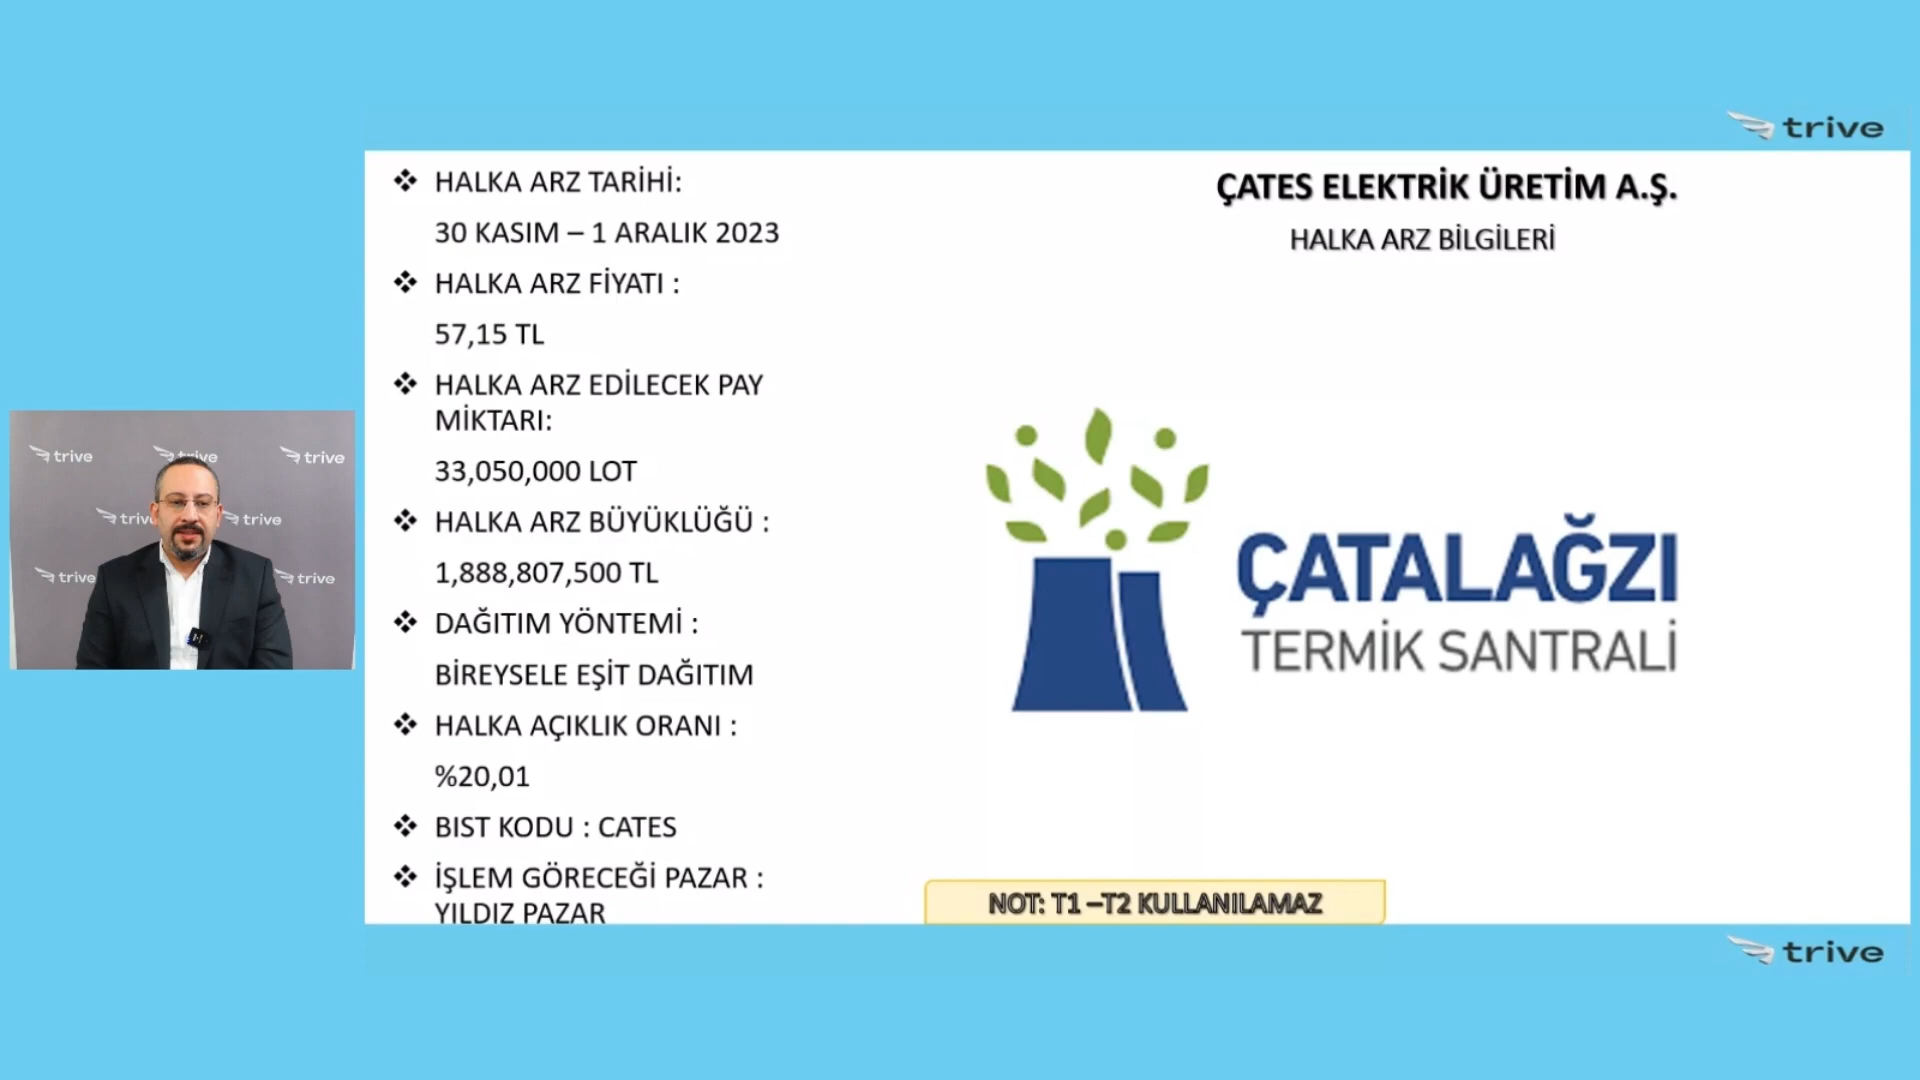 trive
HALKA ARZ TARİHİ:
30 KASIM – 1 ARALIK 2023
HALKA ARZ FİYATI :
57,15 TL
HALKA ARZ EDİLECEK PAY
MİKTARI:
33,050,000 LOT
HALKA ARZ BÜYÜKLÜĞÜ :
1,888,807,500 TL
DAĞITIM YÖNTEMİ :
BİREYSELE EŞİT DAĞITIM
HALKA AÇIKLIK ORANI :
%20,01
BIST KODU : CATES
İŞLEM GÖRECEĞİ PAZAR :
YILDIZ PAZAR
ÇATES ELEKTRİK ÜRETİM A.Ş.
HALKA ARZ BİLGİLERİ
ÇATALAĞZI
TERMİK SANTRALİ
NOT: T1 –T2 KULLANILAMAZ
trive
trive
trive
trive
trive
trive
trive
trive